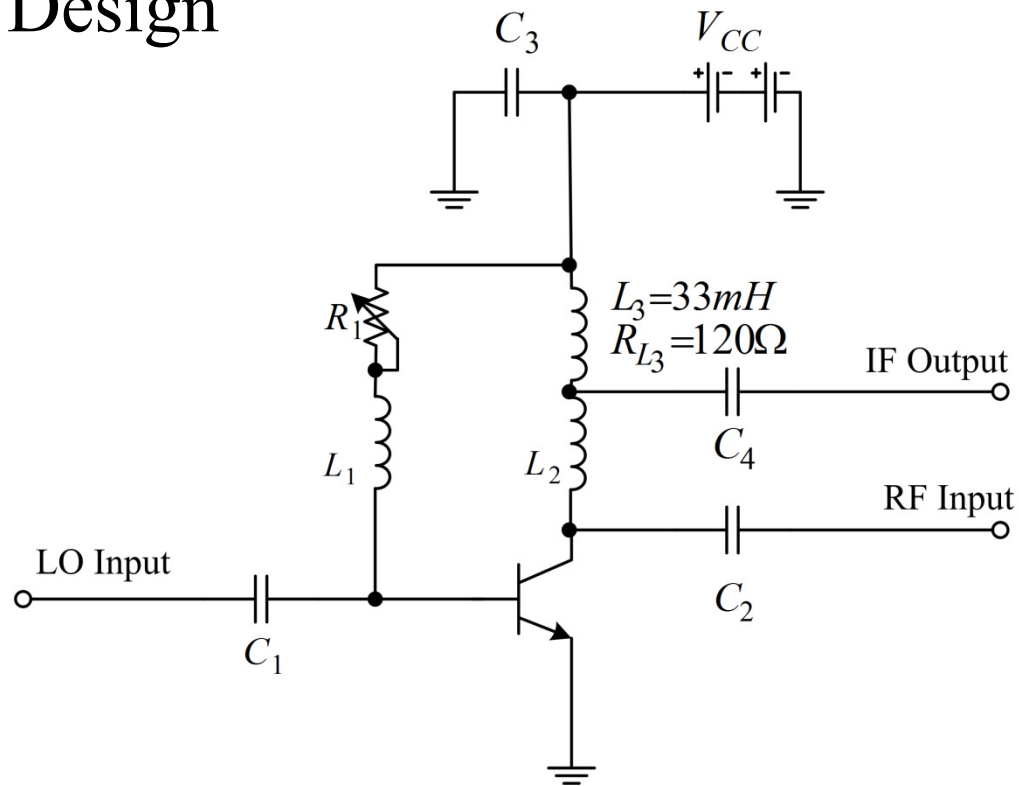 Design
C3
VCC
+ - + -
R1
L3=33mH
RL3=120Ω
IF Output
L1
L2
C4
RF Input
LO Input
C2
C1